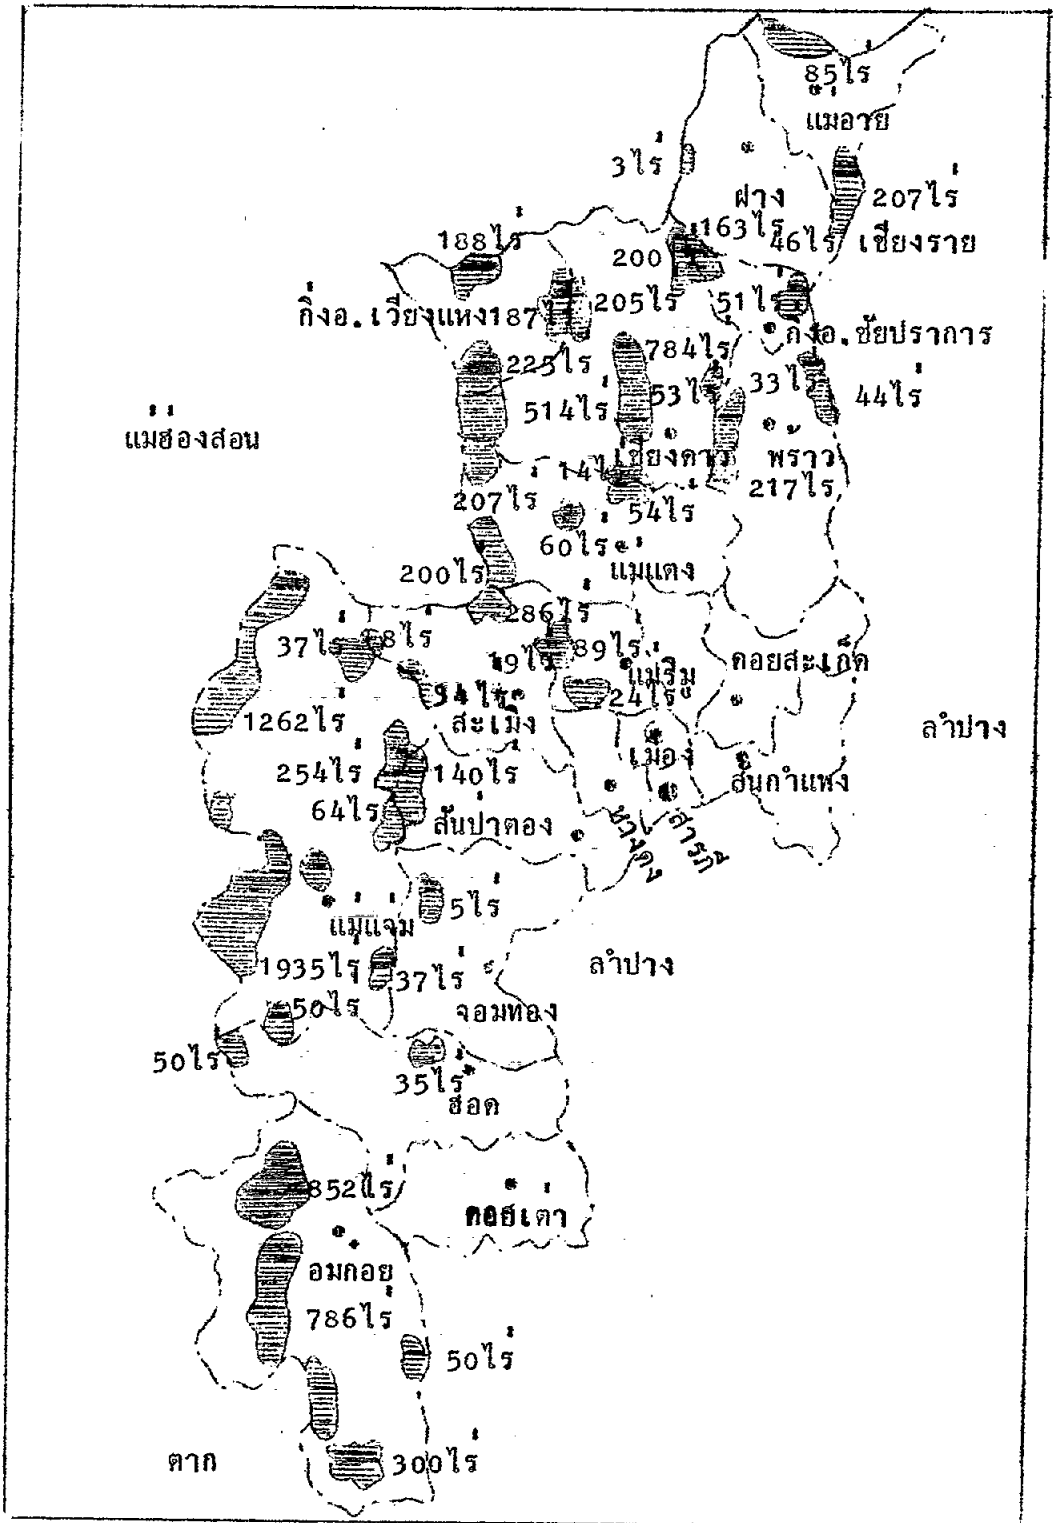 85ไร่
แม่อาย
3ไร่
ฝาง
207ไร่
163ไร่
46ไร่
เชียงราย
188ไร่
200
205ไร่
51ไร่
กิ่งอ.เวียงแหง
187ไร่
กิ่งอ.ชัยปราการ
784ไร่
225ไร่
53ไร่
33ไร่
44ไร่
514ไร่
แม่ฮ่องสอน
เชียงดาว
พร้าว
14ไร่
217ไร่
207ไร่
54ไร่
60ไร่
แม่แตง
200ไร่
286ไร่
37ไร่
89ไร่
19ไร่
ดอยสะเก็ด
แม่ริม
24ไร่
1262ไร่
สะเมิง
ลำปาง
254ไร่
140ไร่
เมือง
สันกำแพง
64ไร่
สันป่าตอง
หางดง
สารภี
5ไร่
แม่แจ่ม
1935ไร่
37ไร่
ลำปาง
50ไร่
จอมทอง
50ไร่
35ไร่
ฮอด
852ไร่
ดอยเต่า
อมก๋อย
786ไร่
50ไร่
ตาก
300ไร่